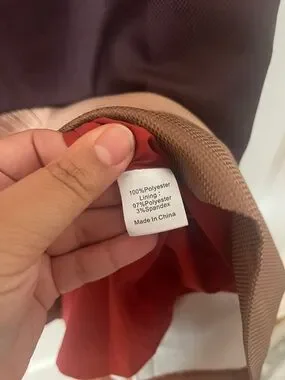 100%Polyester
Lining :
97%Polyester
3%Spandex
Made In China